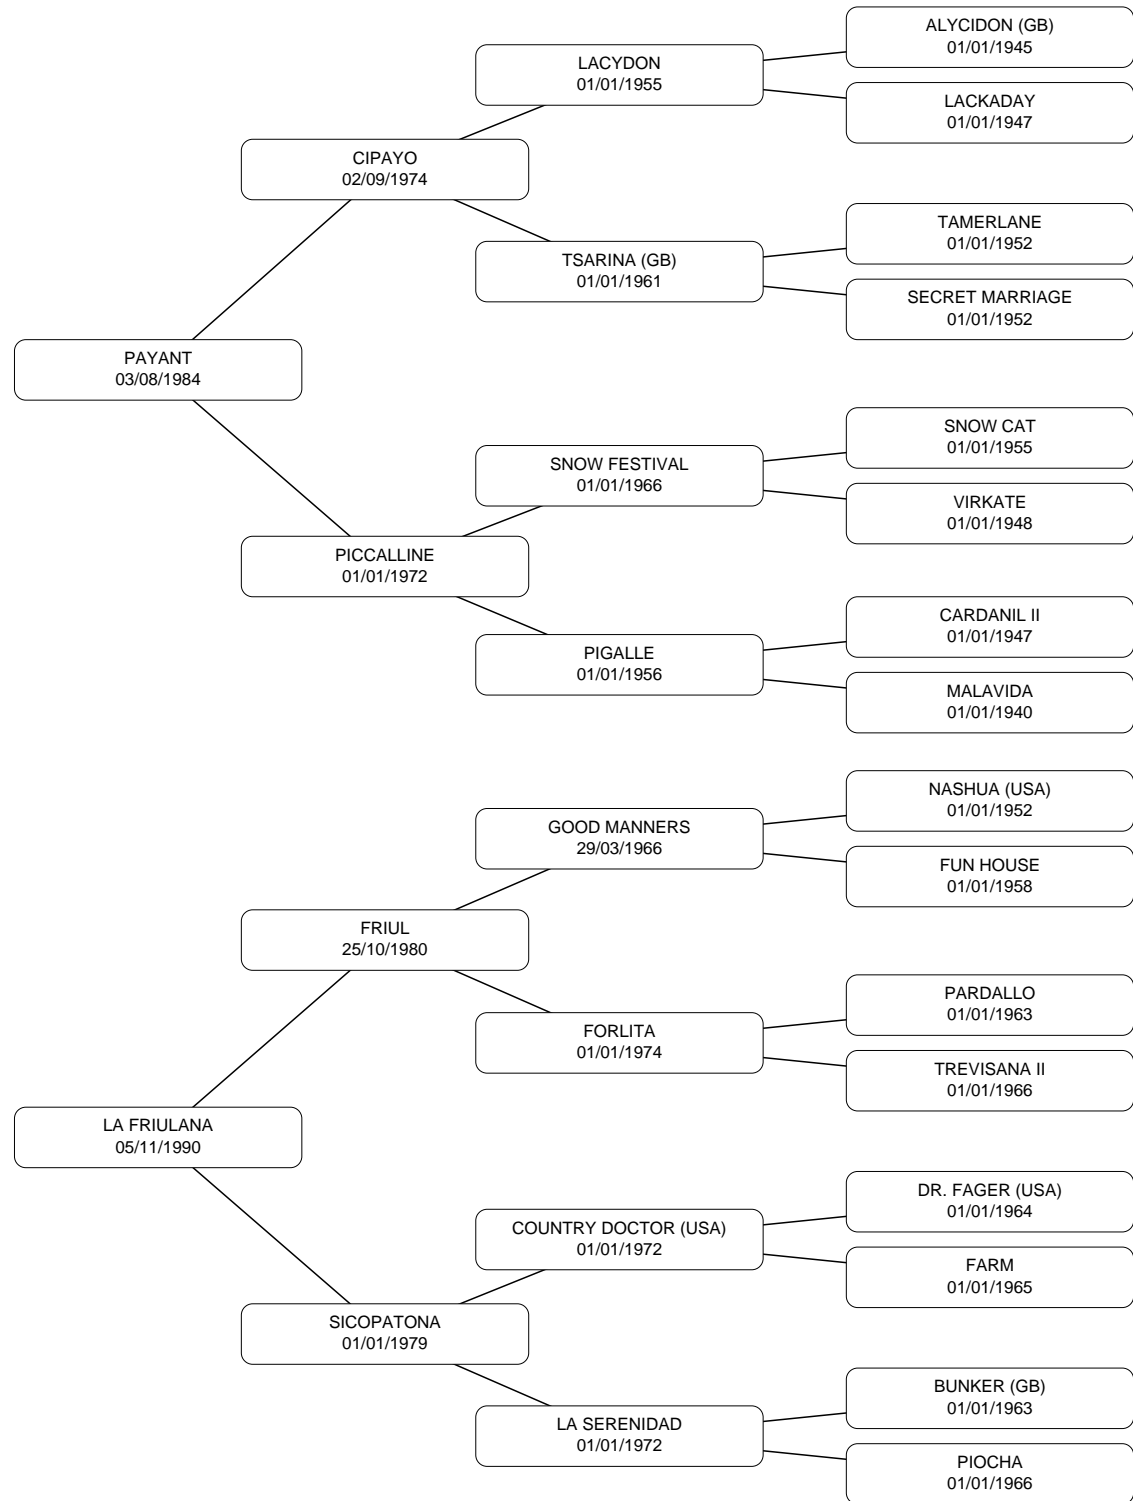 ALYCIDON (GB)
01/01/1945
LACYDON
01/01/1955
LACKADAY
01/01/1947
CIPAYO
02/09/1974
TAMERLANE
01/01/1952
TSARINA (GB)
01/01/1961
SECRET MARRIAGE
01/01/1952
PAYANT
03/08/1984
SNOW CAT
01/01/1955
SNOW FESTIVAL
01/01/1966
VIRKATE
01/01/1948
PICCALLINE
01/01/1972
CARDANIL II
01/01/1947
PIGALLE
01/01/1956
MALAVIDA
01/01/1940
NASHUA (USA)
01/01/1952
GOOD MANNERS
29/03/1966
FUN HOUSE
01/01/1958
FRIUL
25/10/1980
PARDALLO
01/01/1963
FORLITA
01/01/1974
TREVISANA II
01/01/1966
LA FRIULANA
05/11/1990
DR. FAGER (USA)
01/01/1964
COUNTRY DOCTOR (USA)
01/01/1972
FARM
01/01/1965
SICOPATONA
01/01/1979
BUNKER (GB)
01/01/1963
LA SERENIDAD
01/01/1972
PIOCHA
01/01/1966